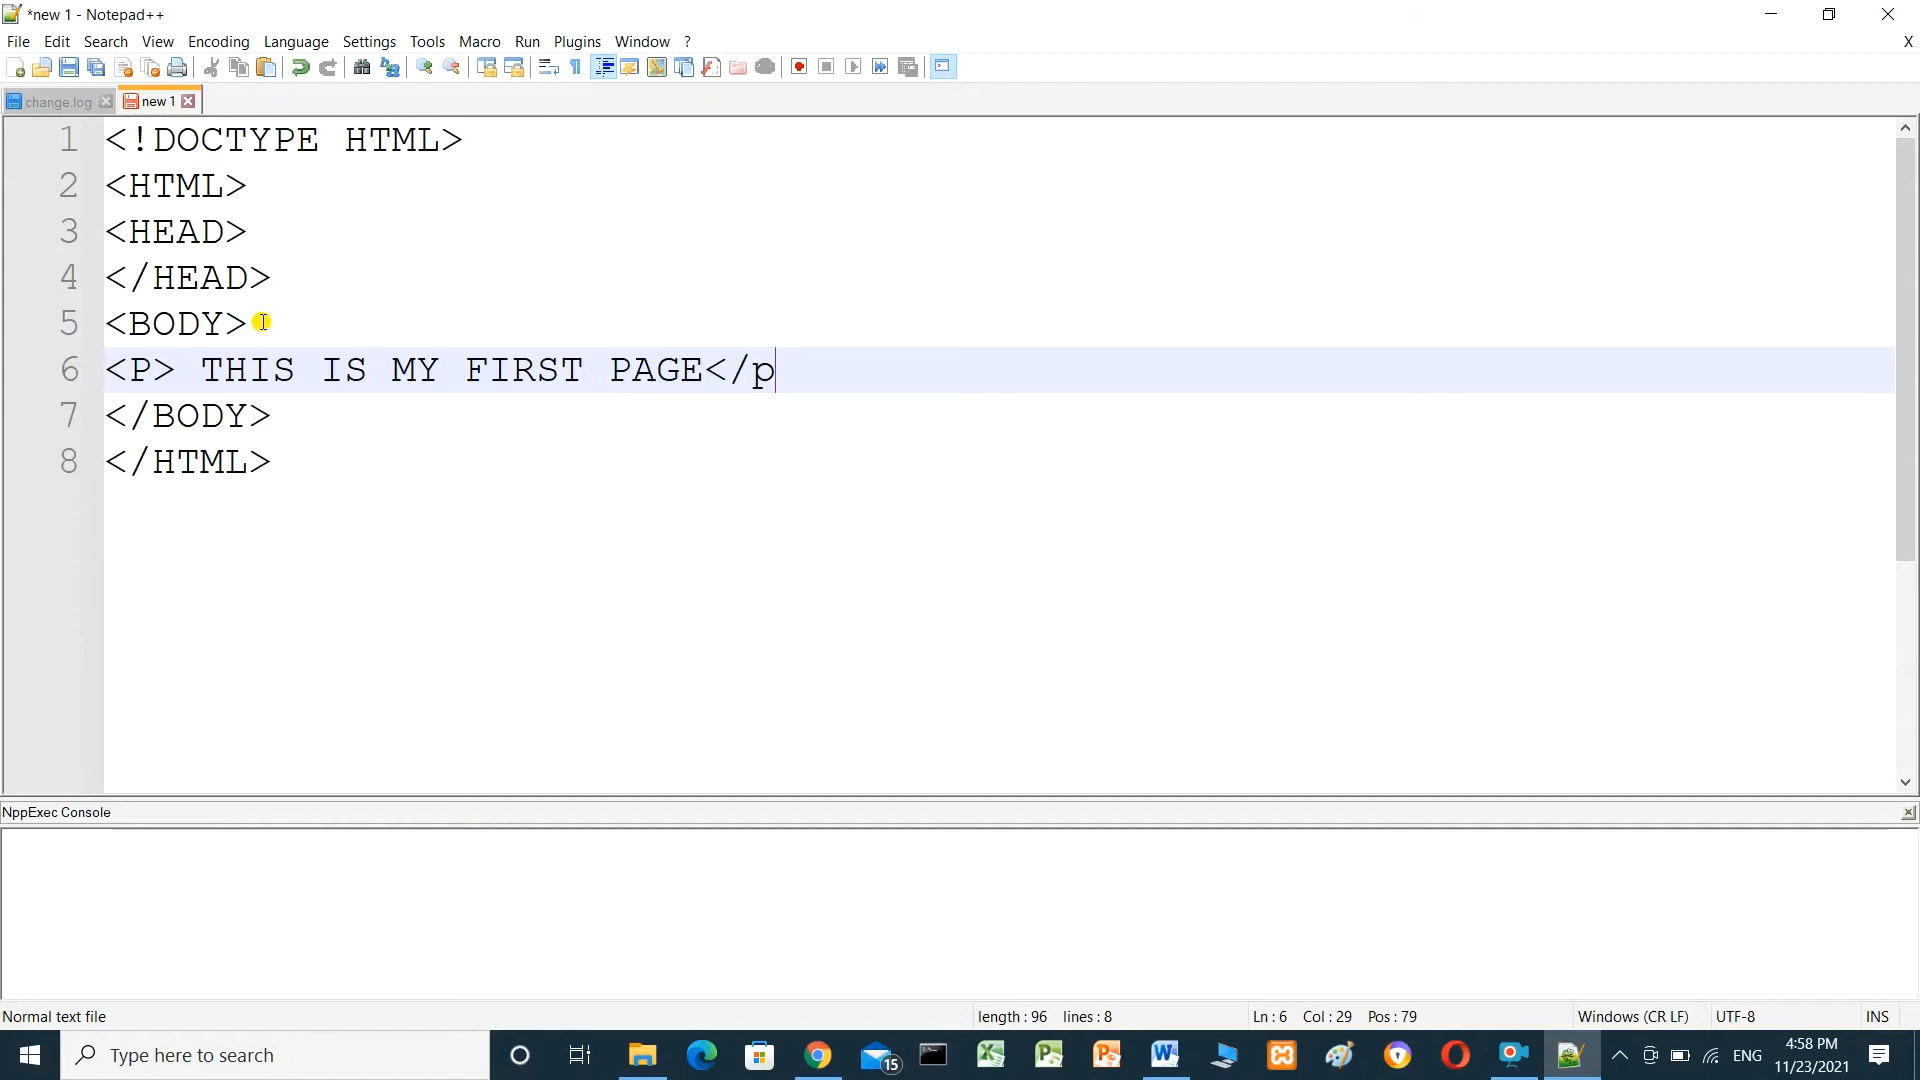 *new 1 - Notepad++
File Edit Search View Encoding Language Settings Tools Macro Run Plugins Window ? X
change.log new 1
1 <!DOCTYPE HTML>
2 <HTML>
3 <HEAD>
4 </HEAD>
5 <BODY>
6 <P> THIS IS MY FIRST PAGE</p
7 </BODY>
8 </HTML>
NppExec Console
Normal text file length : 96 lines : 8 Ln : 6 Col : 29 Pos : 79 Windows (CR LF) UTF-8 INS
Type here to search 15 ENG 4:58 PM
11/23/2021